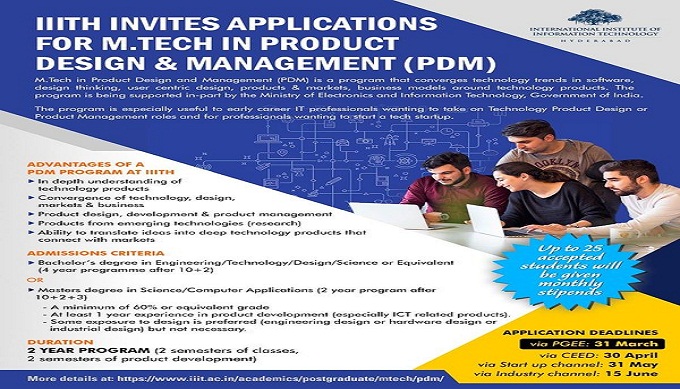 IIITH INVITES APPLICATIONS
FOR M.TECH IN PRODUCT
DESIGN & MANAGEMENT (PDM)
INTERNATIONAL INSTITUTE OF
INFORMATION TECHNOLOGY
HYDERABAD
M.Tech in Product Design and Management (PDM) is a program that converges technology trends in software,
design thinking, user centric design, products & markets, business models around technology products. The
program is being supported in-part by the Ministry of Electronics and Information Technology, Government of India.
The program is especially useful to early career IT professionals wanting to take on Technology Product Design or
Product Management roles and for professionals wanting to start a tech startup.
ADVANTAGES OF A
PDM PROGRAM AT IIITH
In depth understanding of
technology products
Convergence of technology, design,
markets & business
Product design, development & product management
Products from emerging technologies (research)
Ability to translate ideas into deep technology products that
connect with markets
BROOKLYN
ADMISSIONS CRITERIA
Bachelor's degree in Engineering/Technology/Design/Science or Equivalent
(4 year programme after 10+2)
OR
Masters degree in Science/Computer Applications (2 year program after
10+2+3)
- A minimum of 60% or equivalent grade
- At least 1 year experience in product development (especially ICT related products).
- Some exposure to design is preferred (engineering design or hardware design or
industrial design) but not necessary.
DURATION
2 YEAR PROGRAM (2 semesters of classes,
2 semesters of product development)
Up to 25
accepted
students will
be given
monthly
stipends
APPLICATION DEADLINES
via PGEE: 31 March
via CEED: 30 April
via Start up channel: 31 May
via Industry channel: 15 June
More details at: https://www.iiit.ac.in/academics/postgraduate/mtech/pdm/